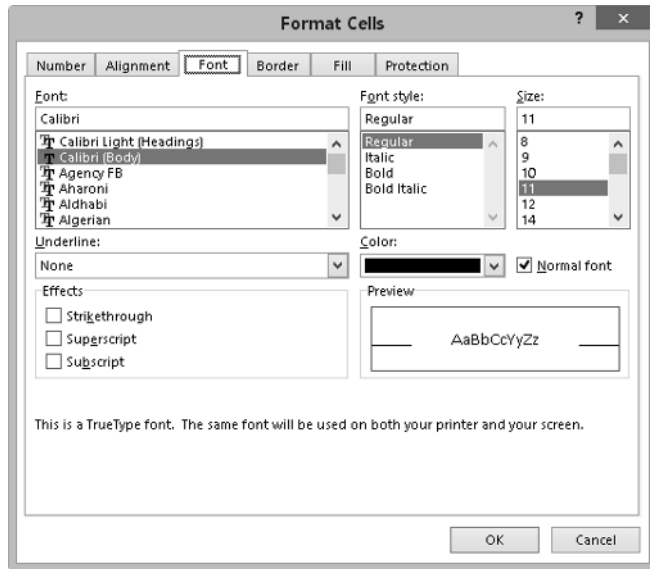 Format Cells
? ×
Number Alignment Font Border Fill Protection
Font: Font style: Size:
Calibri Regular 11
Calibri Light (Headings) Regular 8
Calibri (Body) Italic 9
Agency FB Bold 10
Aharoni Bold Italic 11
Aldhabi 12
Algerian 14
Underline: Color:
None Normal font
Effects Preview
Strikethrough
Superscript AaBbCcYyZz
Subscript
This is a TrueType font. The same font will be used on both your printer and your screen.
OK Cancel